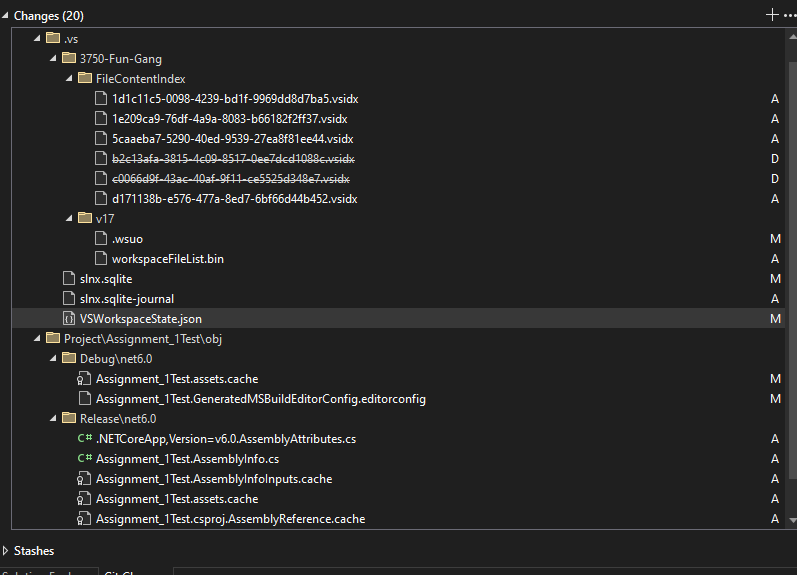 Changes (20)
.vs
3750-Fun-Gang
FileContentIndex
1d1c11c5-0098-4239-bd1f-9969dd8d7ba5.vsidx A
1e209ca9-76df-4a9a-8083-b66182f2ff37.vsidx A
5caaeba7-5290-40ed-9539-27ea8f81ee44.vsidx A
b2c13afa-3815-4c09-8517-0ee7dcd1088c.vsidx D
c0066d9f-43ac-40af-9f11-ce5525d348e7.vsidx D
d171138b-e576-477a-8ed7-6bf66d44b452.vsidx A
v17
.wsuo M
workspaceFileList.bin A
slnx.sqlite M
slnx.sqlite-journal A
VSWorkspaceState.json M
Project\Assignment_1Test\obj
Debug\net6.0
Assignment_1Test.assets.cache M
Assignment_1Test.GeneratedMSBuildEditorConfig.editorconfig M
Release\net6.0
C# .NETCoreApp,Version=v6.0.AssemblyAttributes.cs A
C# Assignment_1Test.AssemblyInfo.cs A
Assignment_1Test.AssemblyInfoInputs.cache A
Assignment_1Test.assets.cache A
Assignment_1Test.csproj.AssemblyReference.cache A
Stashes